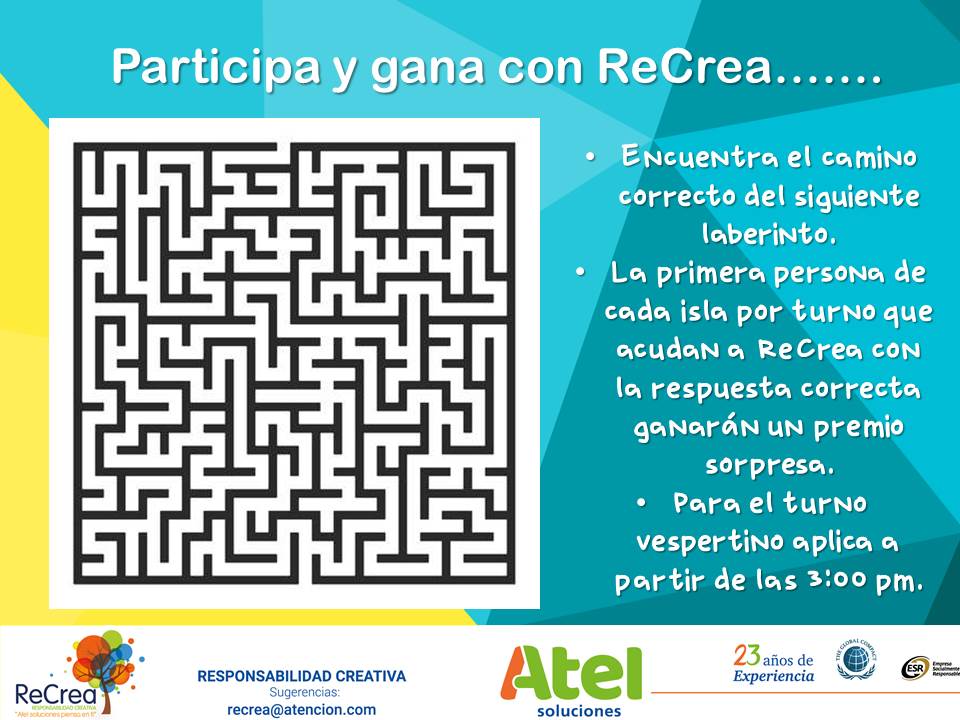 Participa y gana con ReCrea.......
• Encuentra el camino
correcto del siguiente
laberinto.
• La primera persona de
cada isla por turno que
acudan a ReCrea con
la respuesta correcta
ganarán un premio
sorpresa.
• Para el turno
vespertino aplica a
partir de las 3:00 pm.
ReCrea
RESPONSABILIDAD CREATIVA
"Atel soluciones piensa en ti"
RESPONSABILIDAD CREATIVA
Sugerencias:
recrea@atencion.com
Atel
soluciones
23 años de
Experiencia
THE GLOBAL COMPACT
ESR
Empresa
Socialmente
Responsable